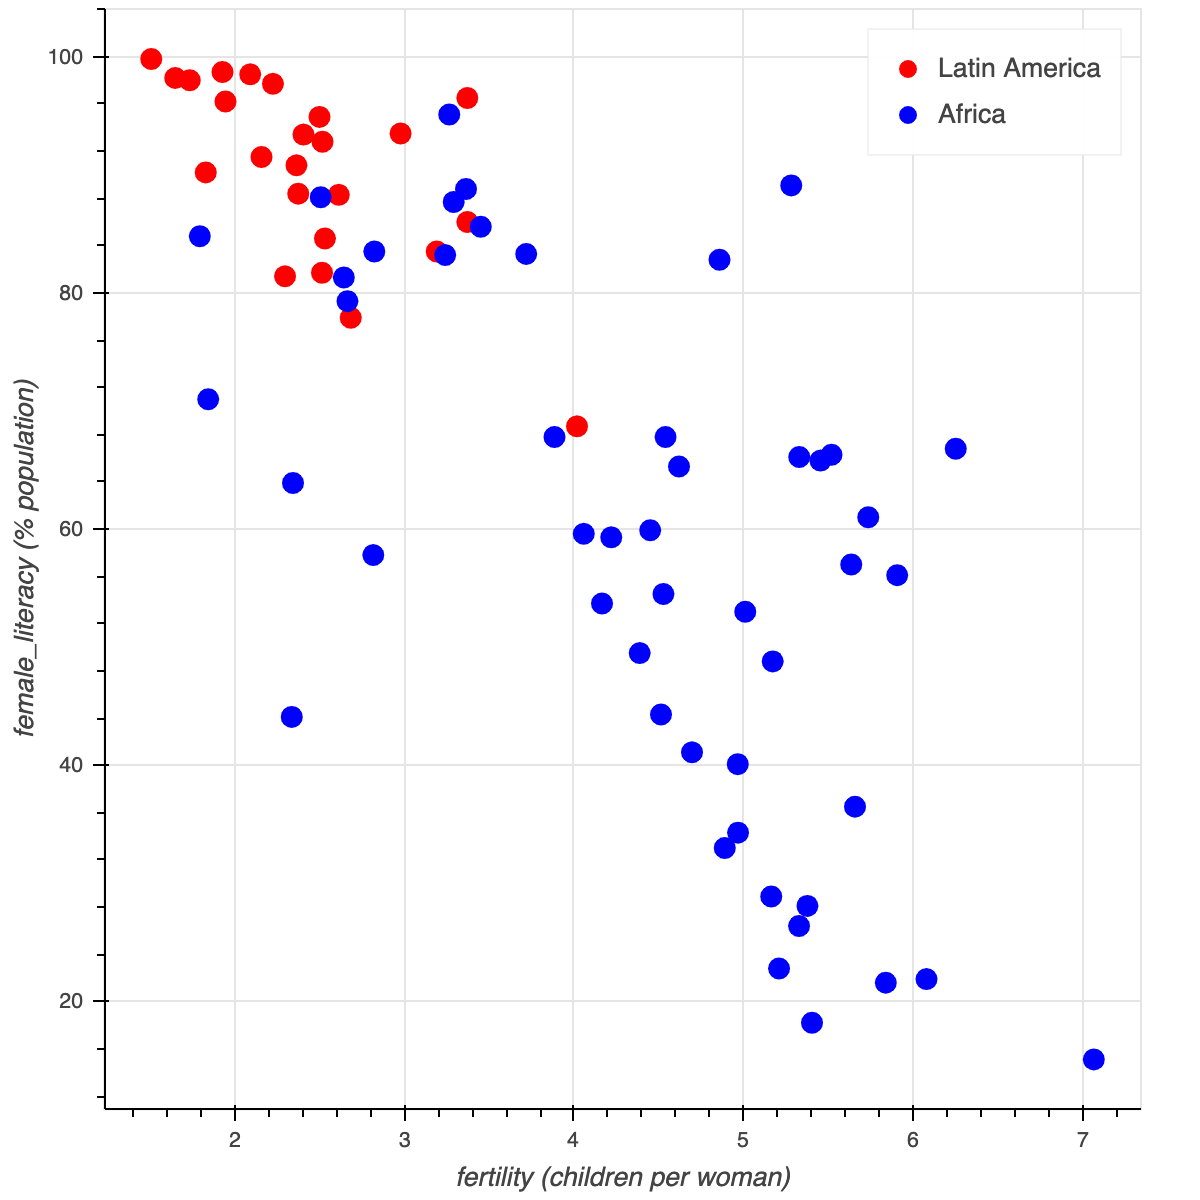 Latin America
Africa
100
80
60
40
20
female_literacy (% population)
2 3 4 5 6 7
fertility (children per woman)